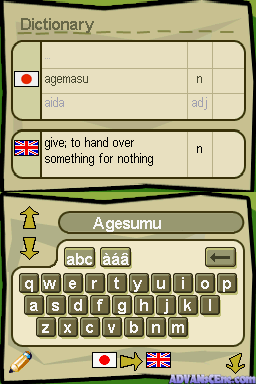 Dictionary
...
agemasu n
aida adj
give; to hand over n
something for nothing
Agesumu
abc àáâ
q w e r t y u i o p
a s d f g h j k l
z x c v b n m
ADVANSCENE.COM